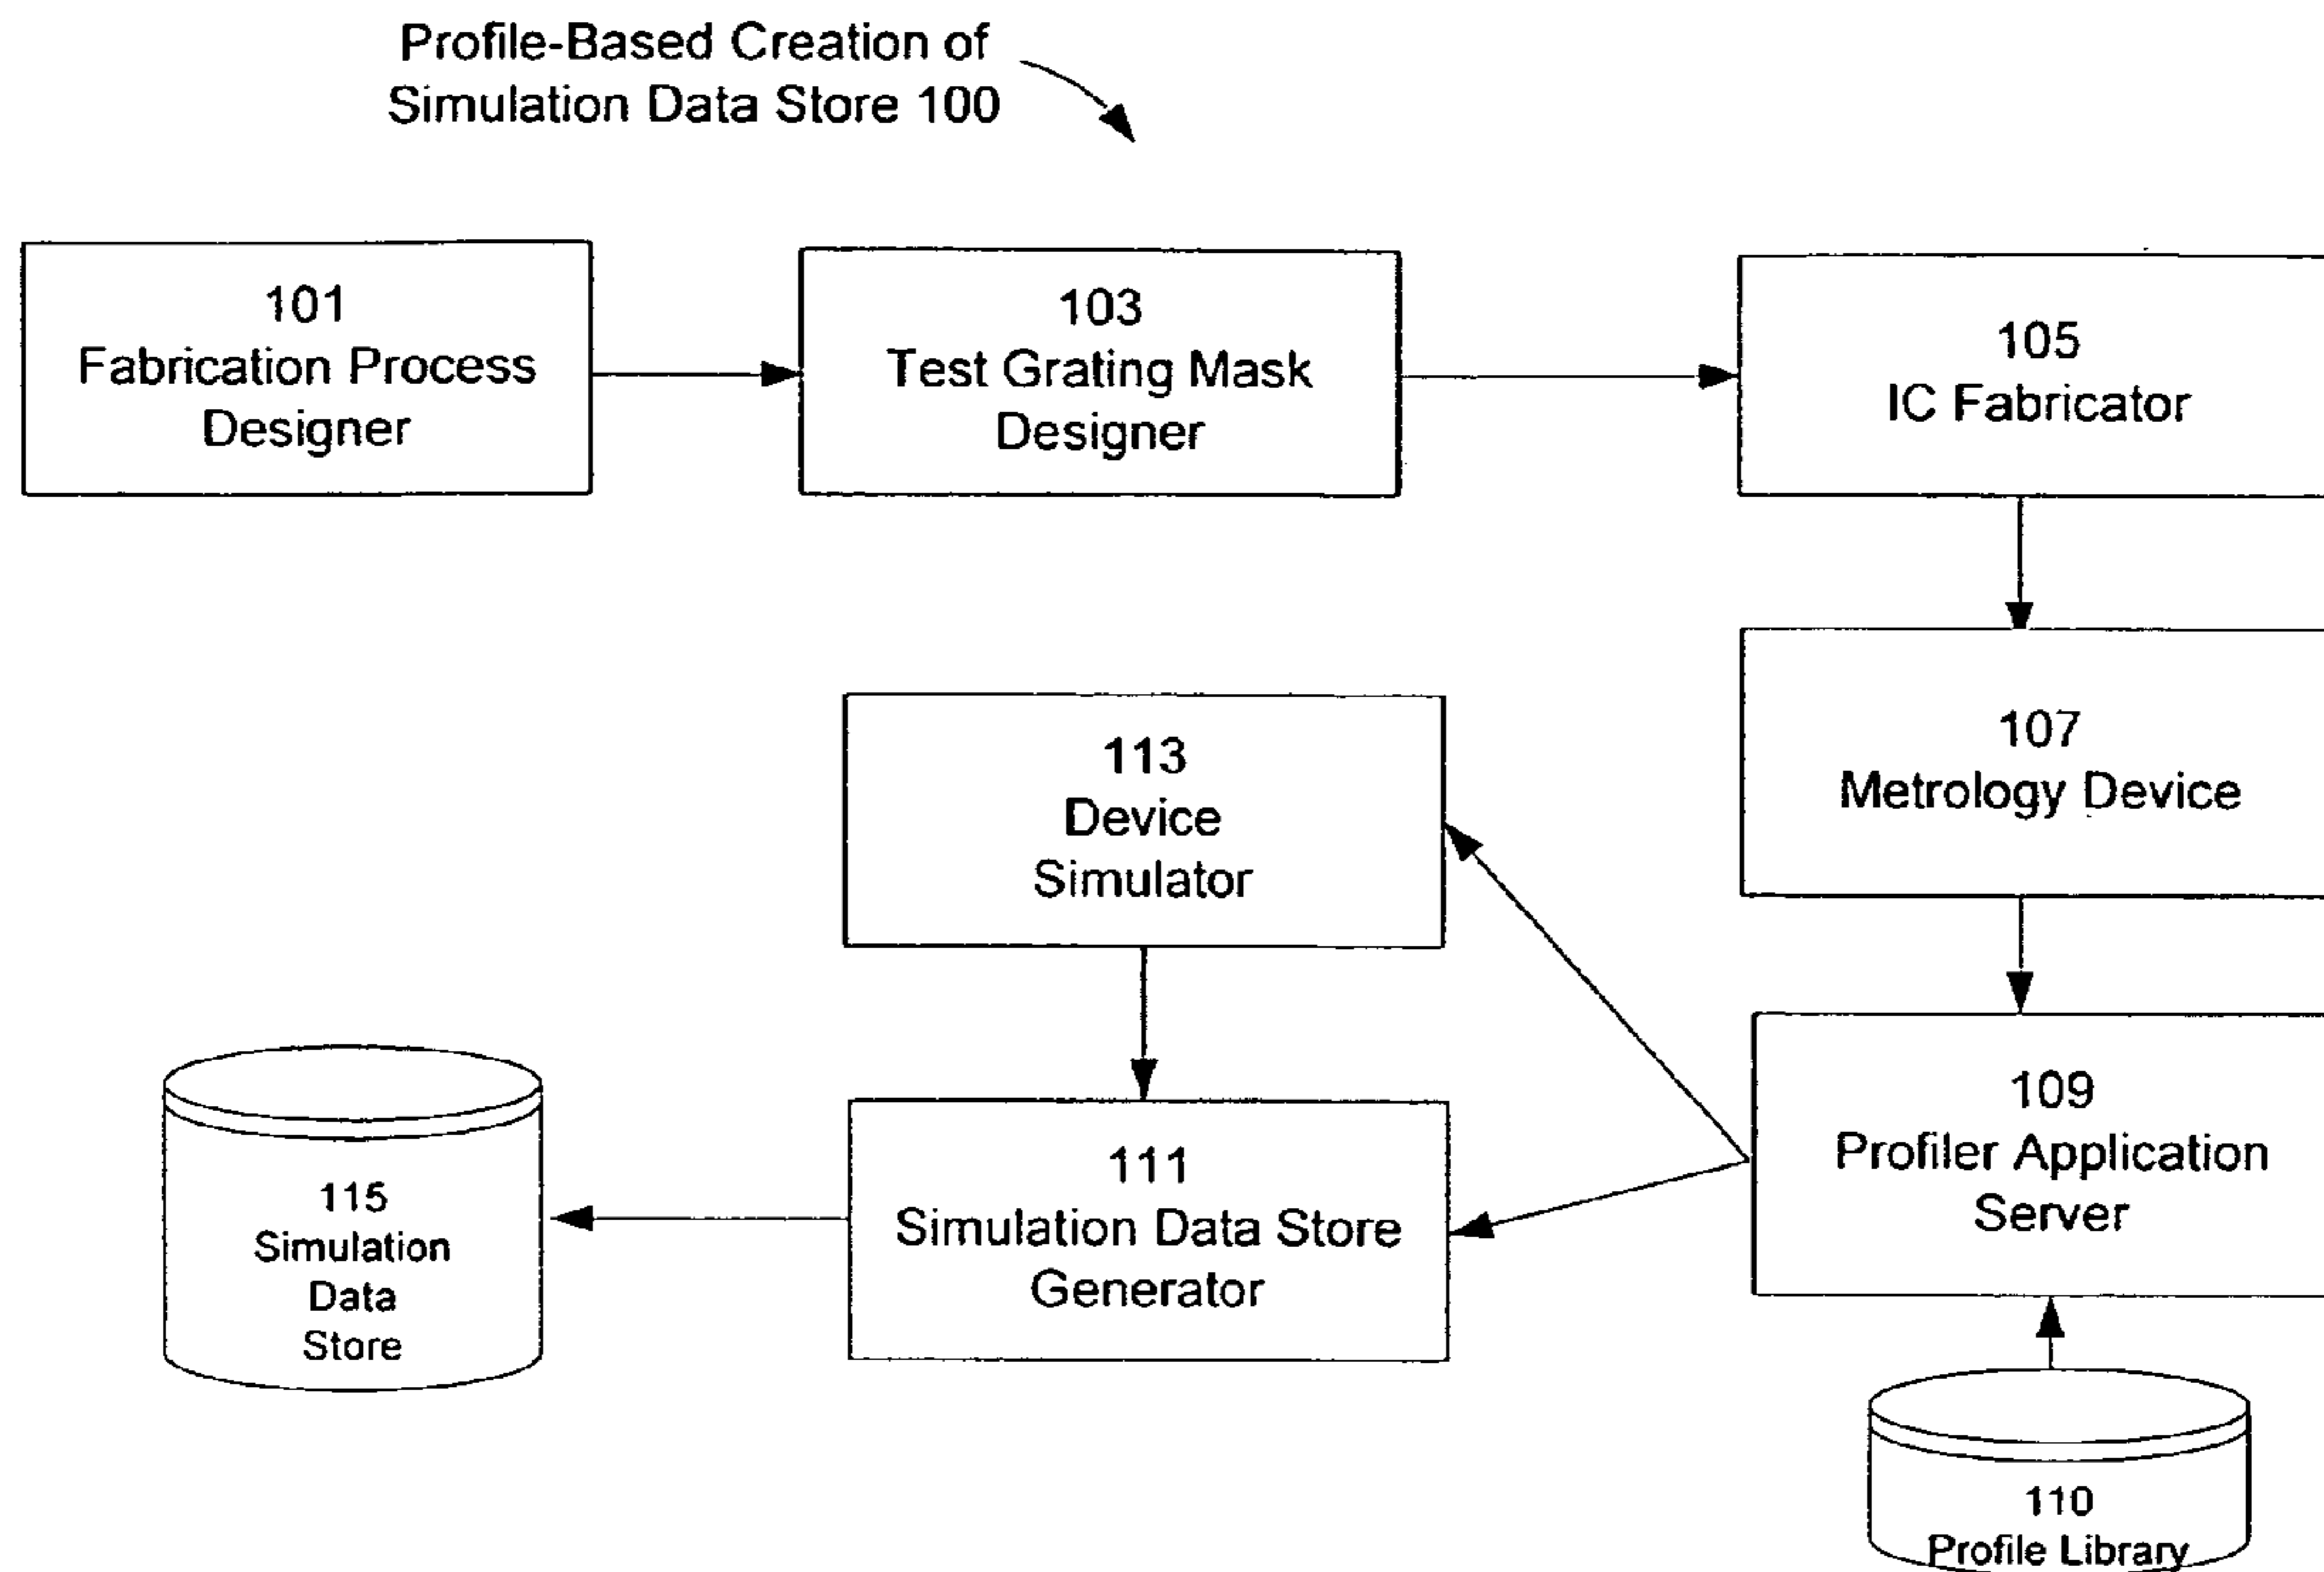 Profile-Based Creation of
Simulation Data Store 100
101
Fabrication Process
Designer
103
Test Grating Mask
Designer
105
IC Fabricator
107
Metrology Device
113
Device
Simulator
109
Profiler Application
Server
111
Simulation Data Store
Generator
115
Simulation
Data
Store
110
Profile Library